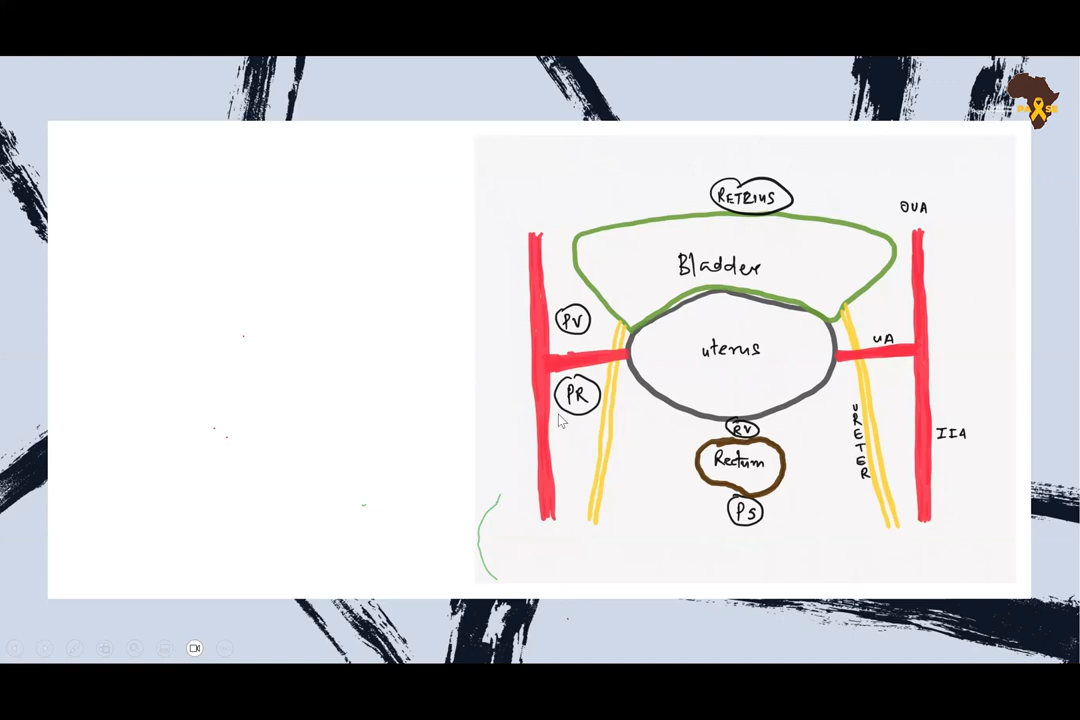 RETRIUS
OUA
Bladder
PV
uterus
UA
PR
URETER
RV
IIA
Rectum
PS